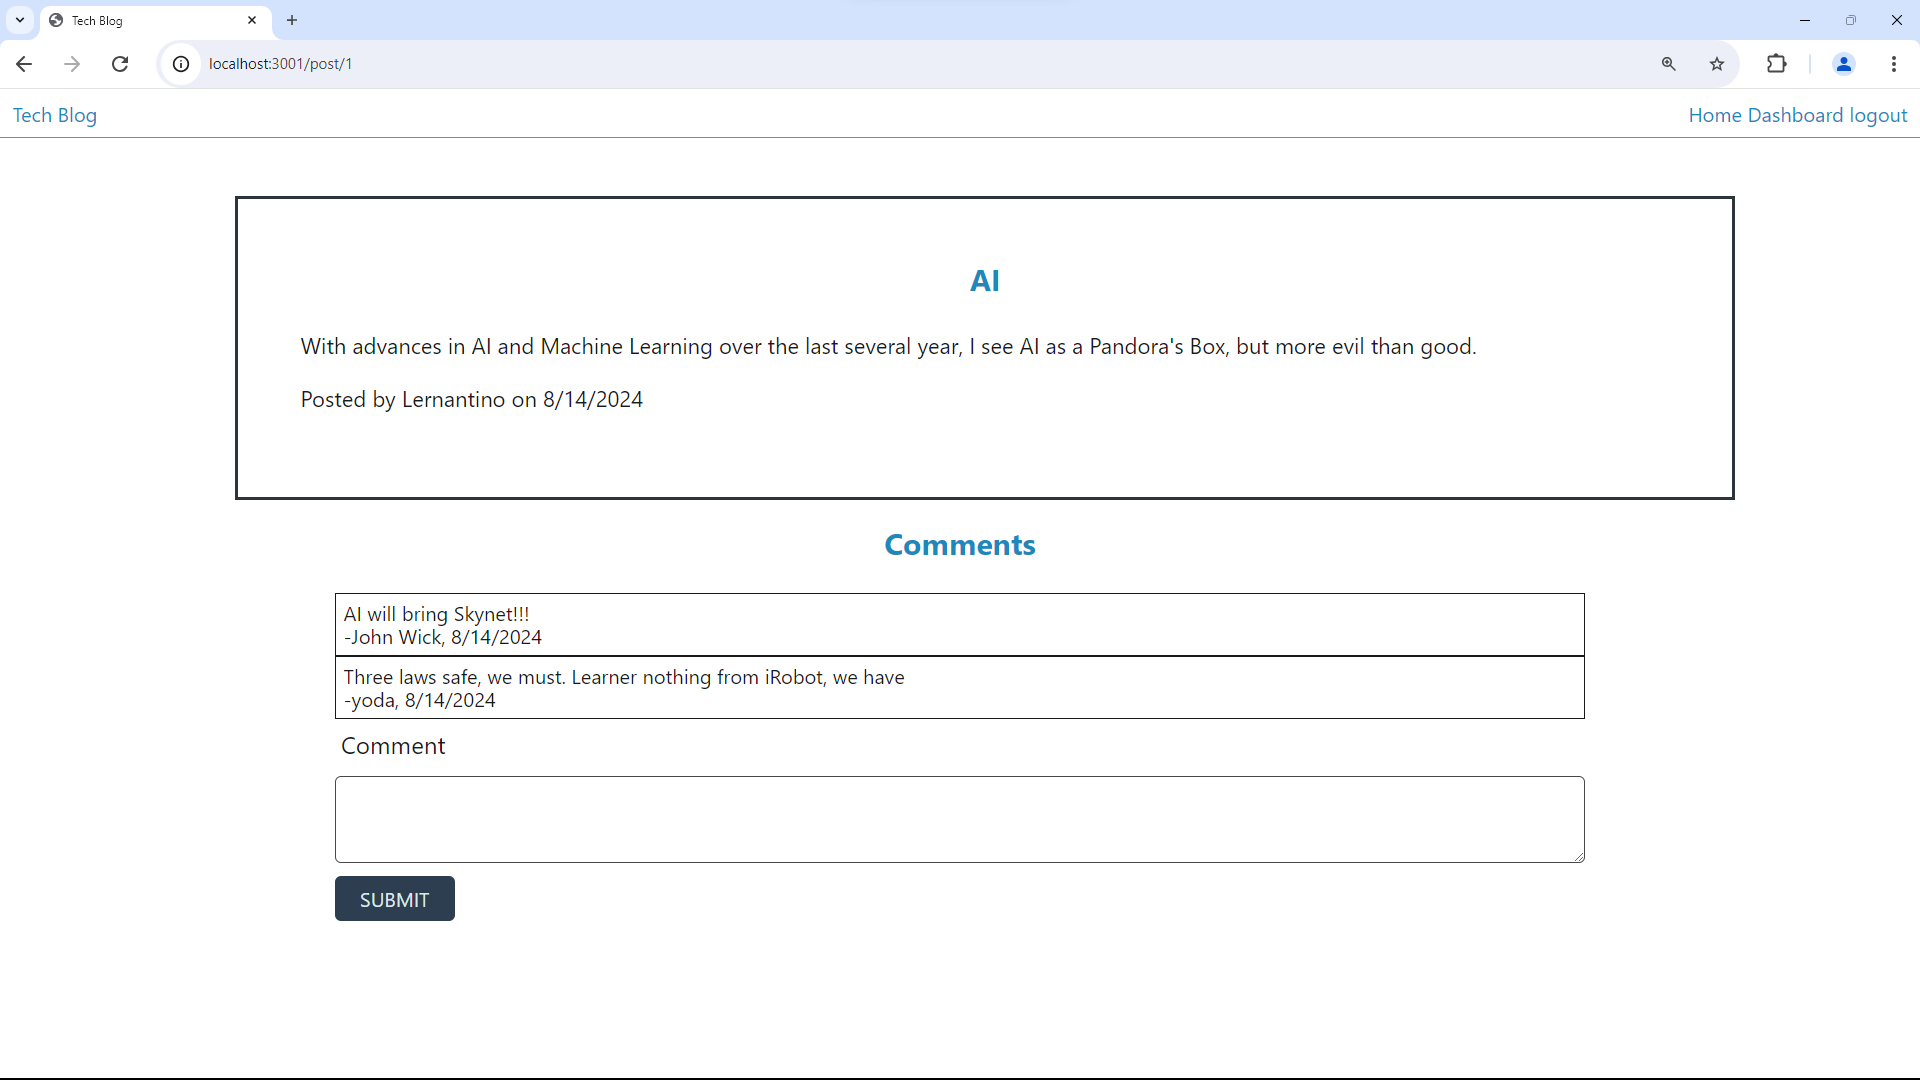 Tech Blog
localhost:3001/post/1
Tech Blog
Home Dashboard logout
AI
With advances in AI and Machine Learning over the last several year, I see AI as a Pandora's Box, but more evil than good.
Posted by Lernantino on 8/14/2024
Comments
AI will bring Skynet!!!
-John Wick, 8/14/2024
Three laws safe, we must. Learner nothing from iRobot, we have
-yoda, 8/14/2024
Comment
SUBMIT